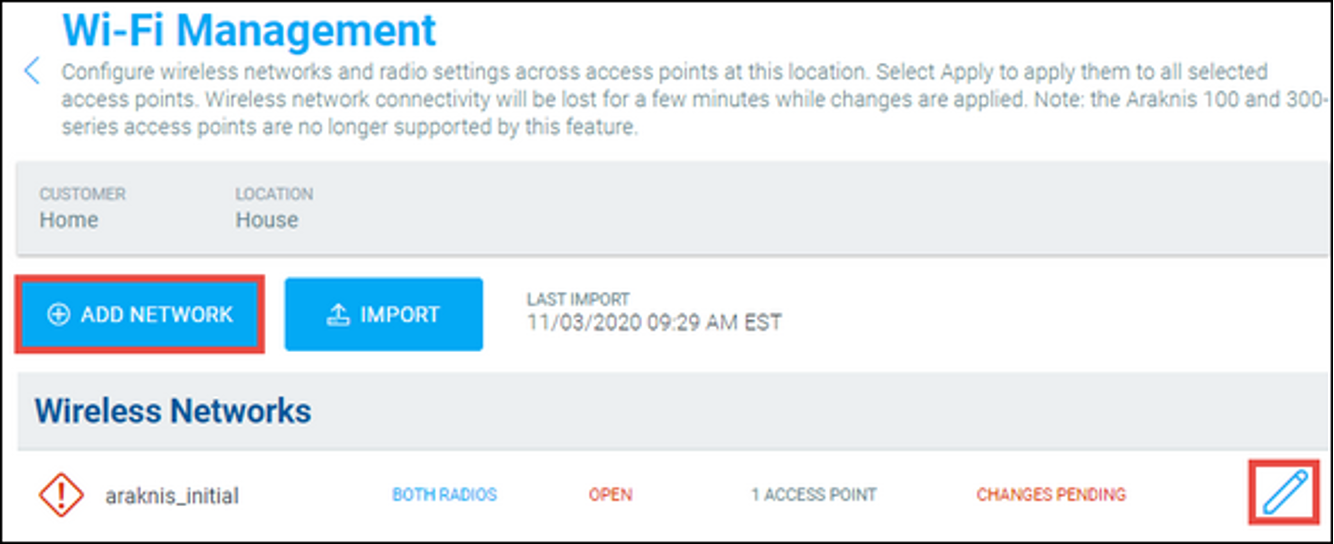 Wi-Fi Management
Configure wireless networks and radio settings across access points at this location. Select Apply to apply them to all selected
access points. Wireless network connectivity will be lost for a few minutes while changes are applied. Note: the Araknis 100 and 300-
series access points are no longer supported by this feature.
CUSTOMER LOCATION
Home House
ADD NETWORK IMPORT LAST IMPORT
11/03/2020 09:29 AM EST
Wireless Networks
araknis_initial BOTH RADIOS OPEN 1 ACCESS POINT CHANGES PENDING